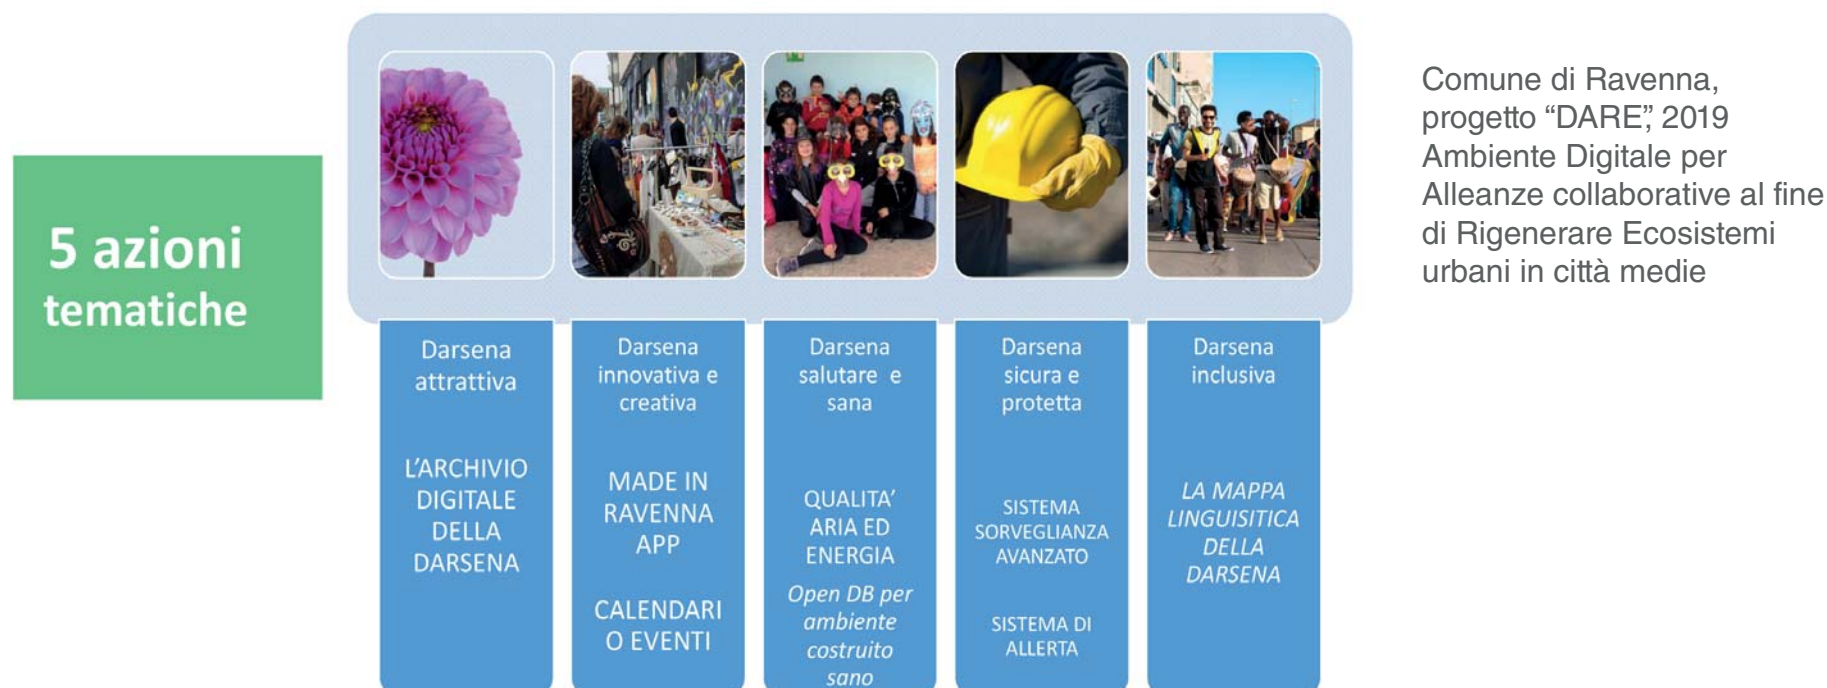 5 azioni
tematiche
Darsena
attrattiva
L'ARCHIVIO
DIGITALE
DELLA
DARSENA
Darsena
innovativa e
creativa
MADE IN
RAVENNA
APP
CALENDARI
O EVENTI
Darsena
salutare e
sana
QUALITA'
ARIA ED
ENERGIA
Open DB per
ambiente
costruito
sano
Darsena
sicura e
protetta
SISTEMA
SORVEGLIANZA
AVANZATO
SISTEMA DI
ALLERTA
Darsena
inclusiva
LA MAPPA
LINGUISITICA
DELLA
DARSENA
Comune di Ravenna,
progetto “DARE”, 2019
Ambiente Digitale per
Alleanze collaborative al fine
di Rigenerare Ecosistemi
urbani in città medie